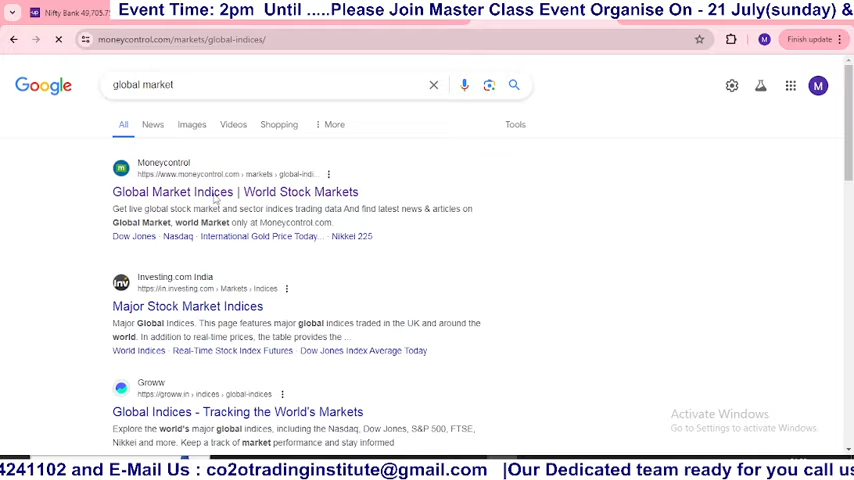 Event Time: 2pm Until .....Please Join Master Class Event Organise On - 21 July(sunday) &
Nifty Bank 49,705.7
moneycontrol.com/markets/global-indices/
Finish update
Google
global market
M
All
News
Images
Videos
Shopping
More
Tools
Moneycontrol
https://www.moneycontrol.com › markets › global-indi...
Global Market Indices | World Stock Markets
Get live global stock market and sector indices trading data And find latest news & articles on
Global Market, world Market only at Moneycontrol.com.
Dow Jones · Nasdaq · International Gold Price Today... · Nikkei 225
Inv
Investing.com India
https://in.investing.com › Markets › Indices
Major Stock Market Indices
Major Global Indices. This page features major global indices traded in the UK and around the
world. In addition to real-time prices, the table provides the ...
World Indices · Real-Time Stock Index Futures · Dow Jones Index Average Today
Groww
https://groww.in › indices › global-indices
Global Indices - Tracking the World's Markets
Explore the world's major global indices, including the Nasdaq, Dow Jones, S&P 500, FTSE,
Nikkei and more. Keep a track of market performance and stay informed
Activate Windows
Go to Settings to activate Windows.
4241102 and E-Mail Us : co2otradinginstitute@gmail.com |Our Dedicated team ready for you call us